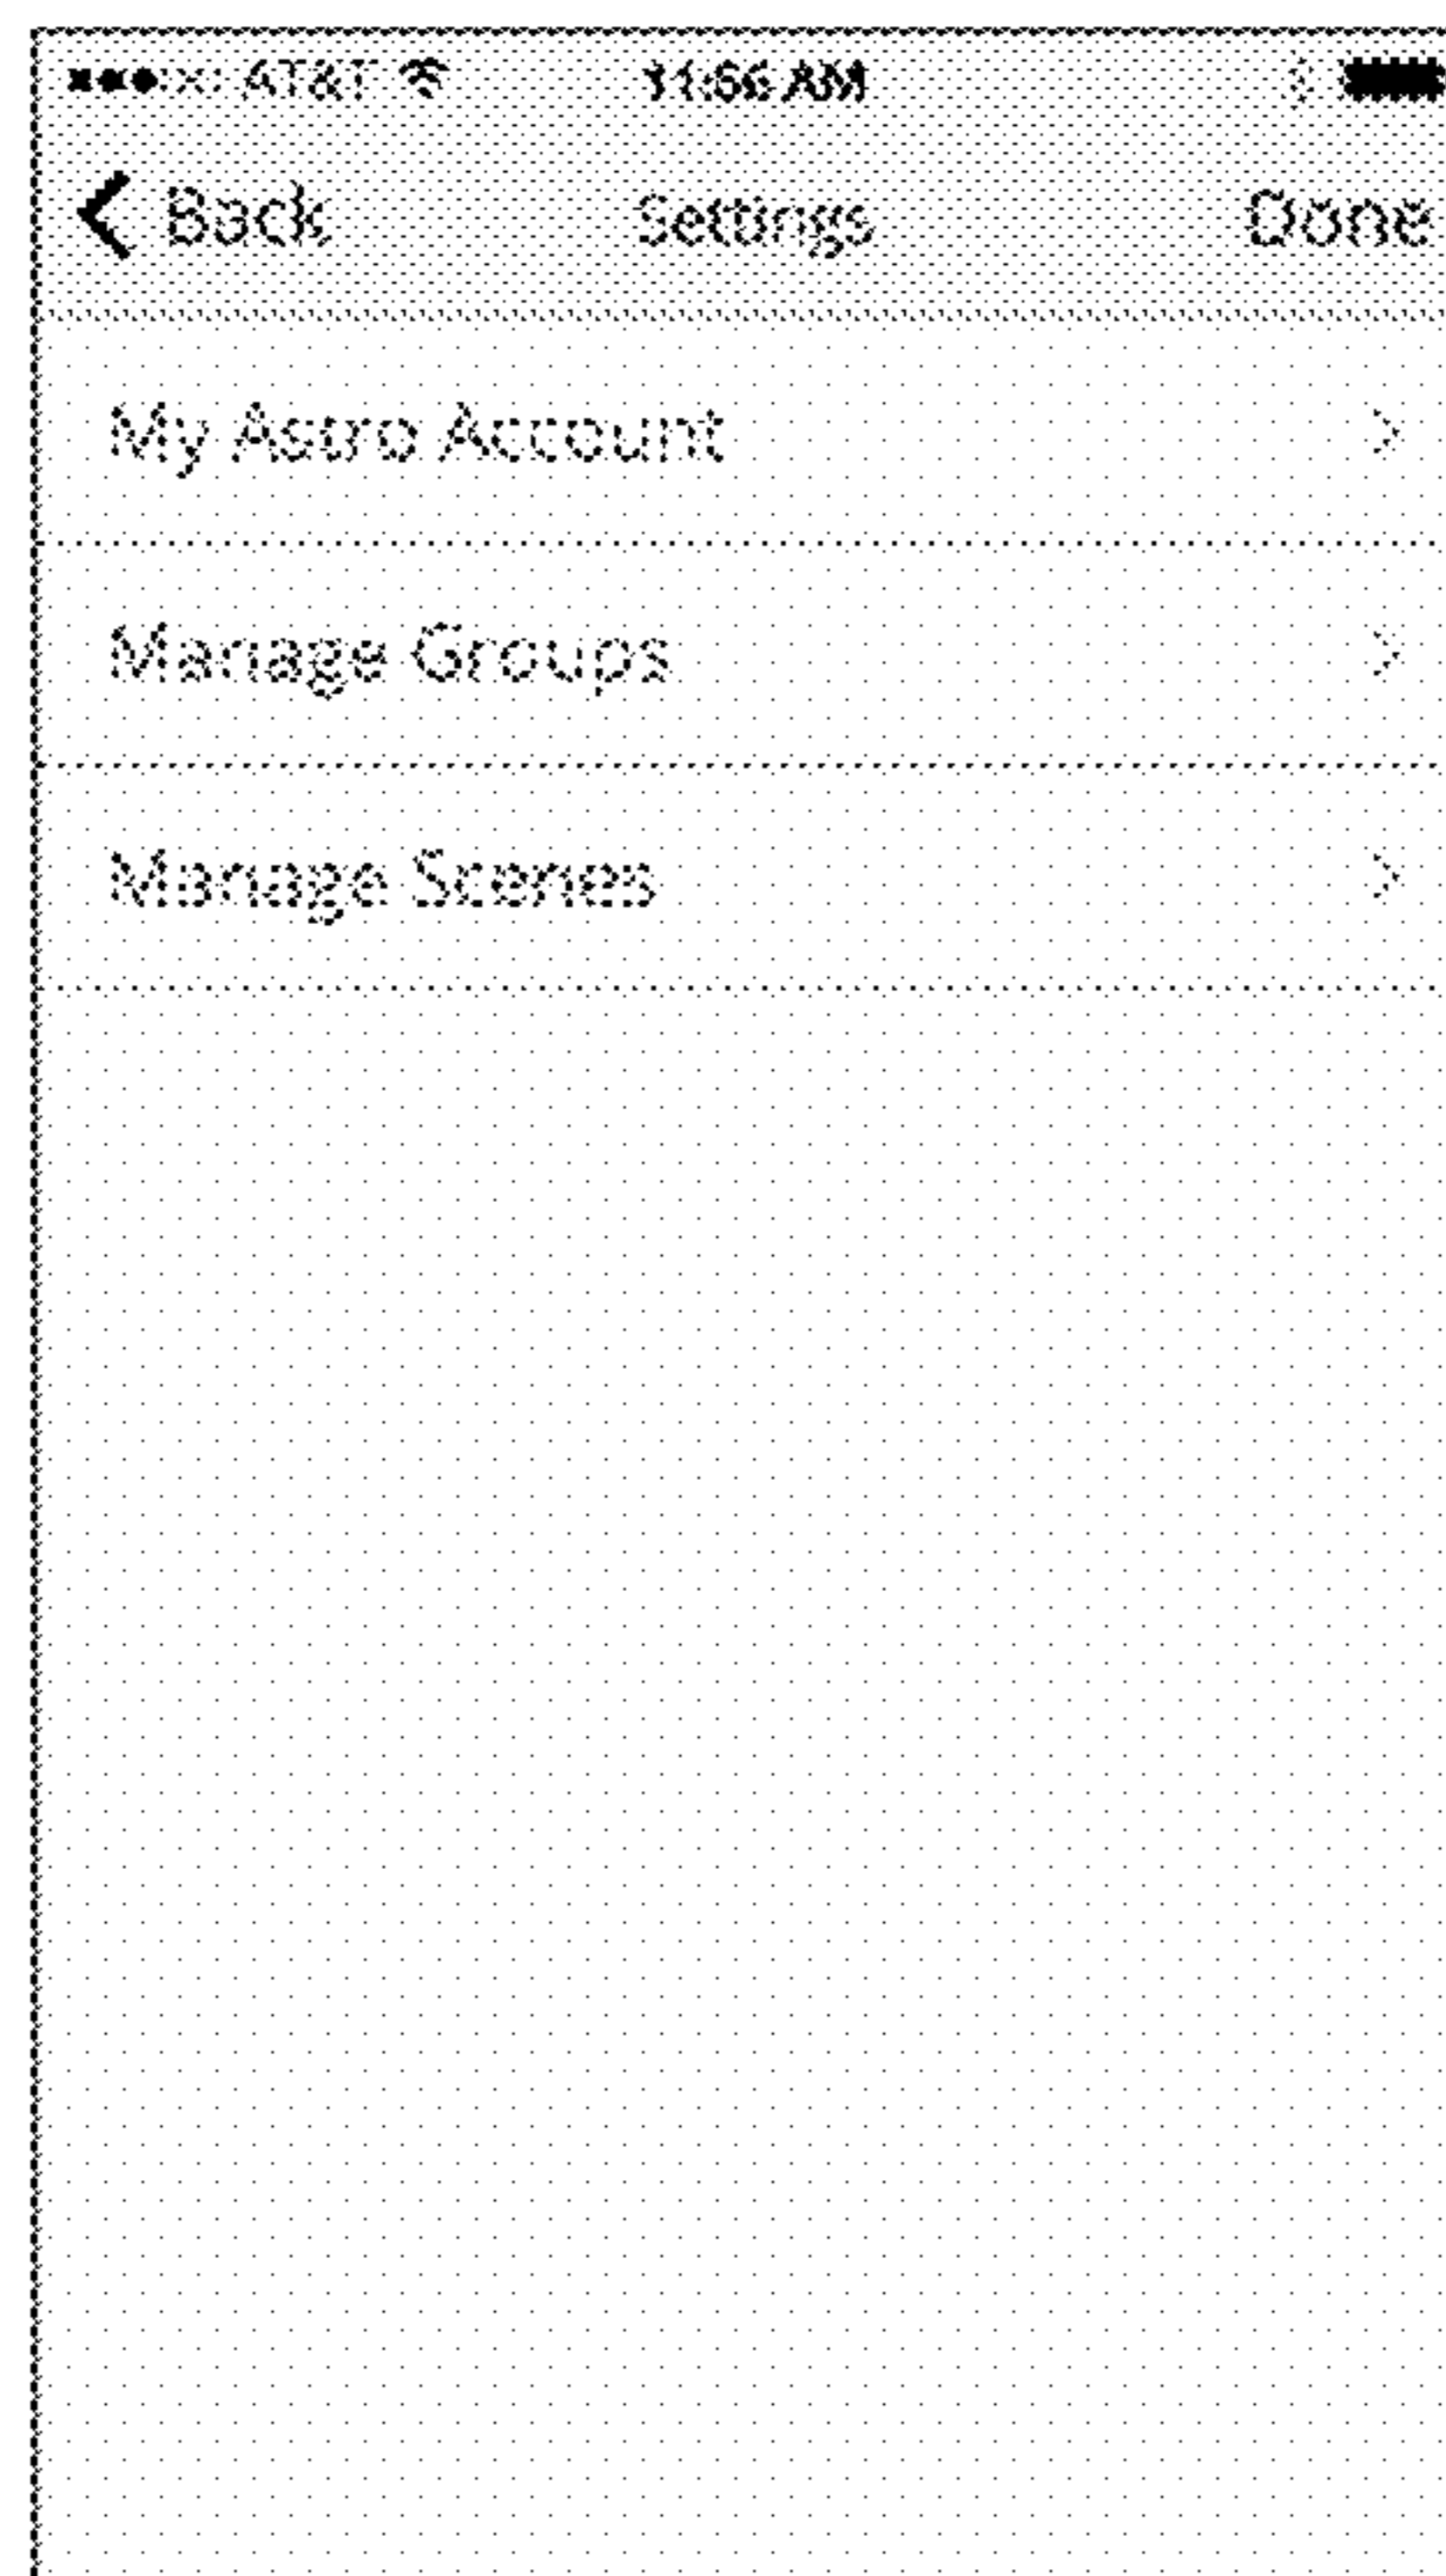 AT&T 11:56 AM
Back Settings Done
My Astro Account
Manage Groups
Manage Scenes